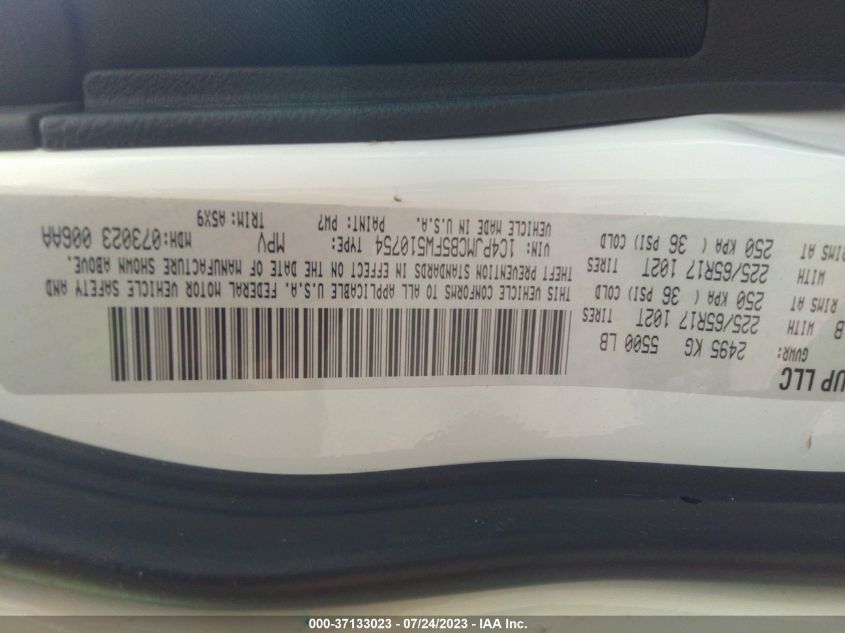 UP LLC
GVWR: 2495 KG 5500 LB
B WITH 225/65R17 102T TIRES
RIMS AT 250 KPA ( 36 PSI) COLD
WITH 225/65R17 102T TIRES
RIMS AT 250 KPA ( 36 PSI) COLD
THIS VEHICLE CONFORMS TO ALL APPLICABLE U.S.A. FEDERAL MOTOR VEHICLE SAFETY AND
THEFT PREVENTION STANDARDS IN EFFECT ON THE DATE OF MANUFACTURE SHOWN ABOVE.
VIN: 1C4PJMCB5FW510754 TYPE: MPV MDH:073023 006AA
VEHICLE MADE IN U.S.A. PAINT: PW7 TRIM: A5X9
000-37133023 - 07/24/2023 - IAA Inc.